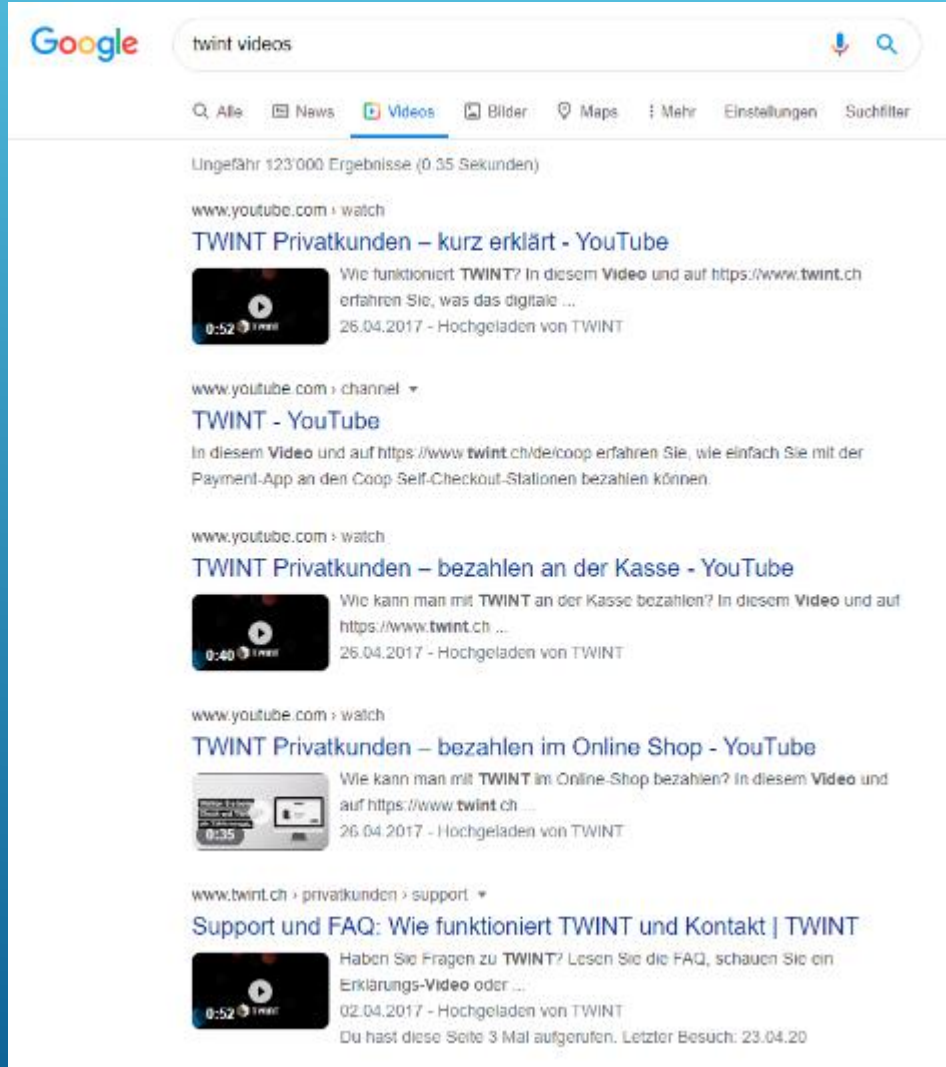 Google
twint videos
Alle News Videos Bilder Maps Mehr Einstellungen Suchfilter
Ungefähr 123'000 Ergebnisse (0.35 Sekunden)
www.youtube.com › watch
TWINT Privatkunden – kurz erklärt - YouTube
Wie funktioniert TWINT? In diesem Video und auf https://www.twint.ch
erfahren Sie, was das digitale ...
0:52 TWINT
26.04.2017 - Hochgeladen von TWINT
www.youtube.com › channel
TWINT - YouTube
In diesem Video und auf https://www.twint.ch/de/coop erfahren Sie, wie einfach Sie mit der
Payment-App an den Coop Self-Checkout-Stationen bezahlen können.
www.youtube.com › watch
TWINT Privatkunden – bezahlen an der Kasse - YouTube
Wie kann man mit TWINT an der Kasse bezahlen? In diesem Video und auf
https://www.twint.ch ...
0:40 TWINT
26.04.2017 - Hochgeladen von TWINT
www.youtube.com › watch
TWINT Privatkunden – bezahlen im Online Shop - YouTube
Wie kann man mit TWINT im Online-Shop bezahlen? In diesem Video und
auf https://www.twint.ch ...
0:35
26.04.2017 - Hochgeladen von TWINT
www.twint.ch › privatkunden › support
Support und FAQ: Wie funktioniert TWINT und Kontakt | TWINT
Haben Sie Fragen zu TWINT? Lesen Sie die FAQ, schauen Sie ein
Erklärungs-Video oder ...
0:52 TWINT
02.04.2017 - Hochgeladen von TWINT
Du hast diese Seite 3 Mal aufgerufen. Letzter Besuch: 23.04.20